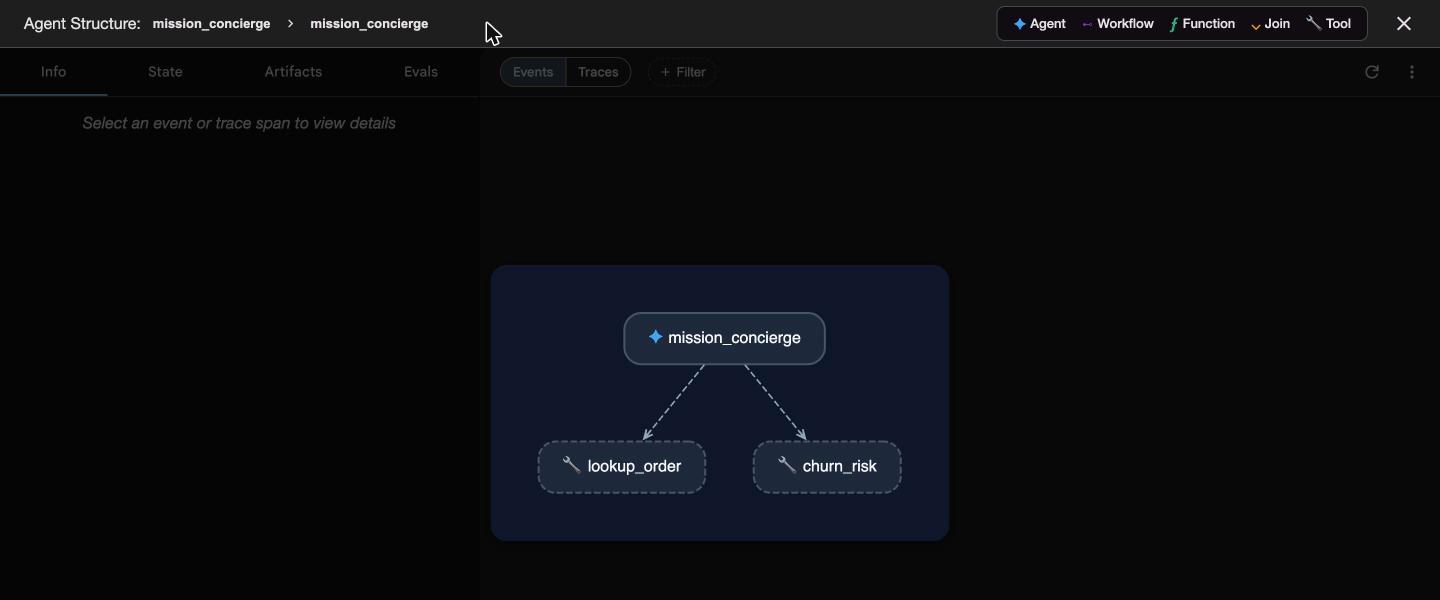 Agent Structure: mission_concierge > mission_concierge
Agent Workflow Function Join Tool
Info State Artifacts Evals
Events Traces + Filter
Select an event or trace span to view details
mission_concierge
lookup_order churn_risk